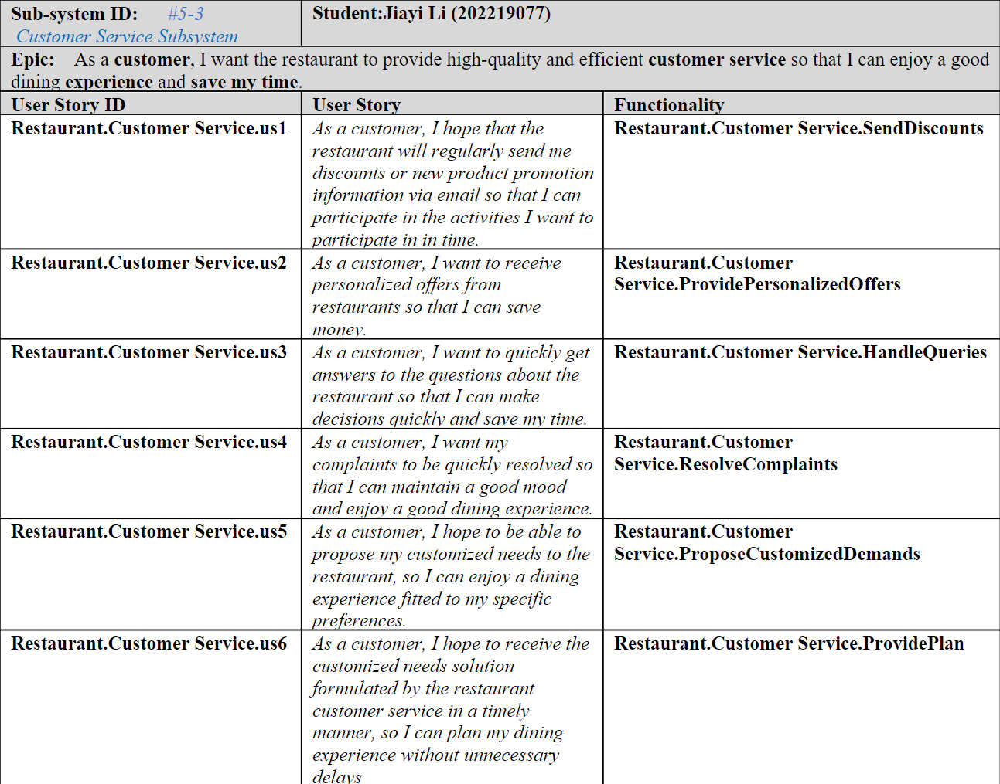 Sub-system ID: #5-3
Customer Service Subsystem
Student:Jiayi Li (202219077)
Epic: As a customer, I want the restaurant to provide high-quality and efficient customer service so that I can enjoy a good
dining experience and save my time.
User Story ID
User Story
Functionality
Restaurant.Customer Service.us1
As a customer, I hope that the
restaurant will regularly send me
discounts or new product promotion
information via email so that I can
participate in the activities I want to
participate in in time.
Restaurant.Customer Service.SendDiscounts
Restaurant.Customer Service.us2
As a customer, I want to receive
personalized offers from
restaurants so that I can save
money.
Restaurant.Customer
Service.ProvidePersonalizedOffers
Restaurant.Customer Service.us3
As a customer, I want to quickly get
answers to the questions about the
restaurant so that I can make
decisions quickly and save my time.
Restaurant.Customer Service.HandleQueries
Restaurant.Customer Service.us4
As a customer, I want my
complaints to be quickly resolved so
that I can maintain a good mood
and enjoy a good dining experience.
Restaurant.Customer
Service.ResolveComplaints
Restaurant.Customer Service.us5
As a customer, I hope to be able to
propose my customized needs to the
restaurant, so I can enjoy a dining
experience fitted to my specific
preferences.
Restaurant.Customer
Service.ProposeCustomizedDemands
Restaurant.Customer Service.us6
As a customer, I hope to receive the
customized needs solution
formulated by the restaurant
customer service in a timely
manner, so I can plan my dining
experience without unnecessary
delays
Restaurant.Customer Service.ProvidePlan